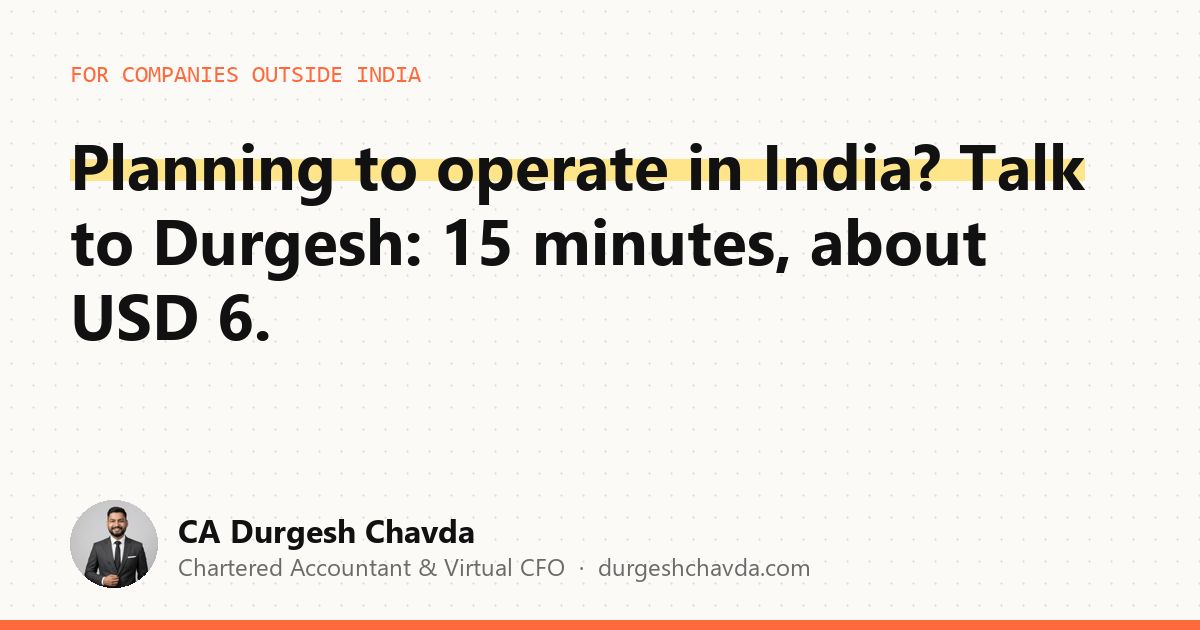 FOR COMPANIES OUTSIDE INDIA
Planning to operate in India? Talk
to Durgesh: 15 minutes, about
USD 6.
CA Durgesh Chavda
Chartered Accountant & Virtual CFO · durgeshchavda.com